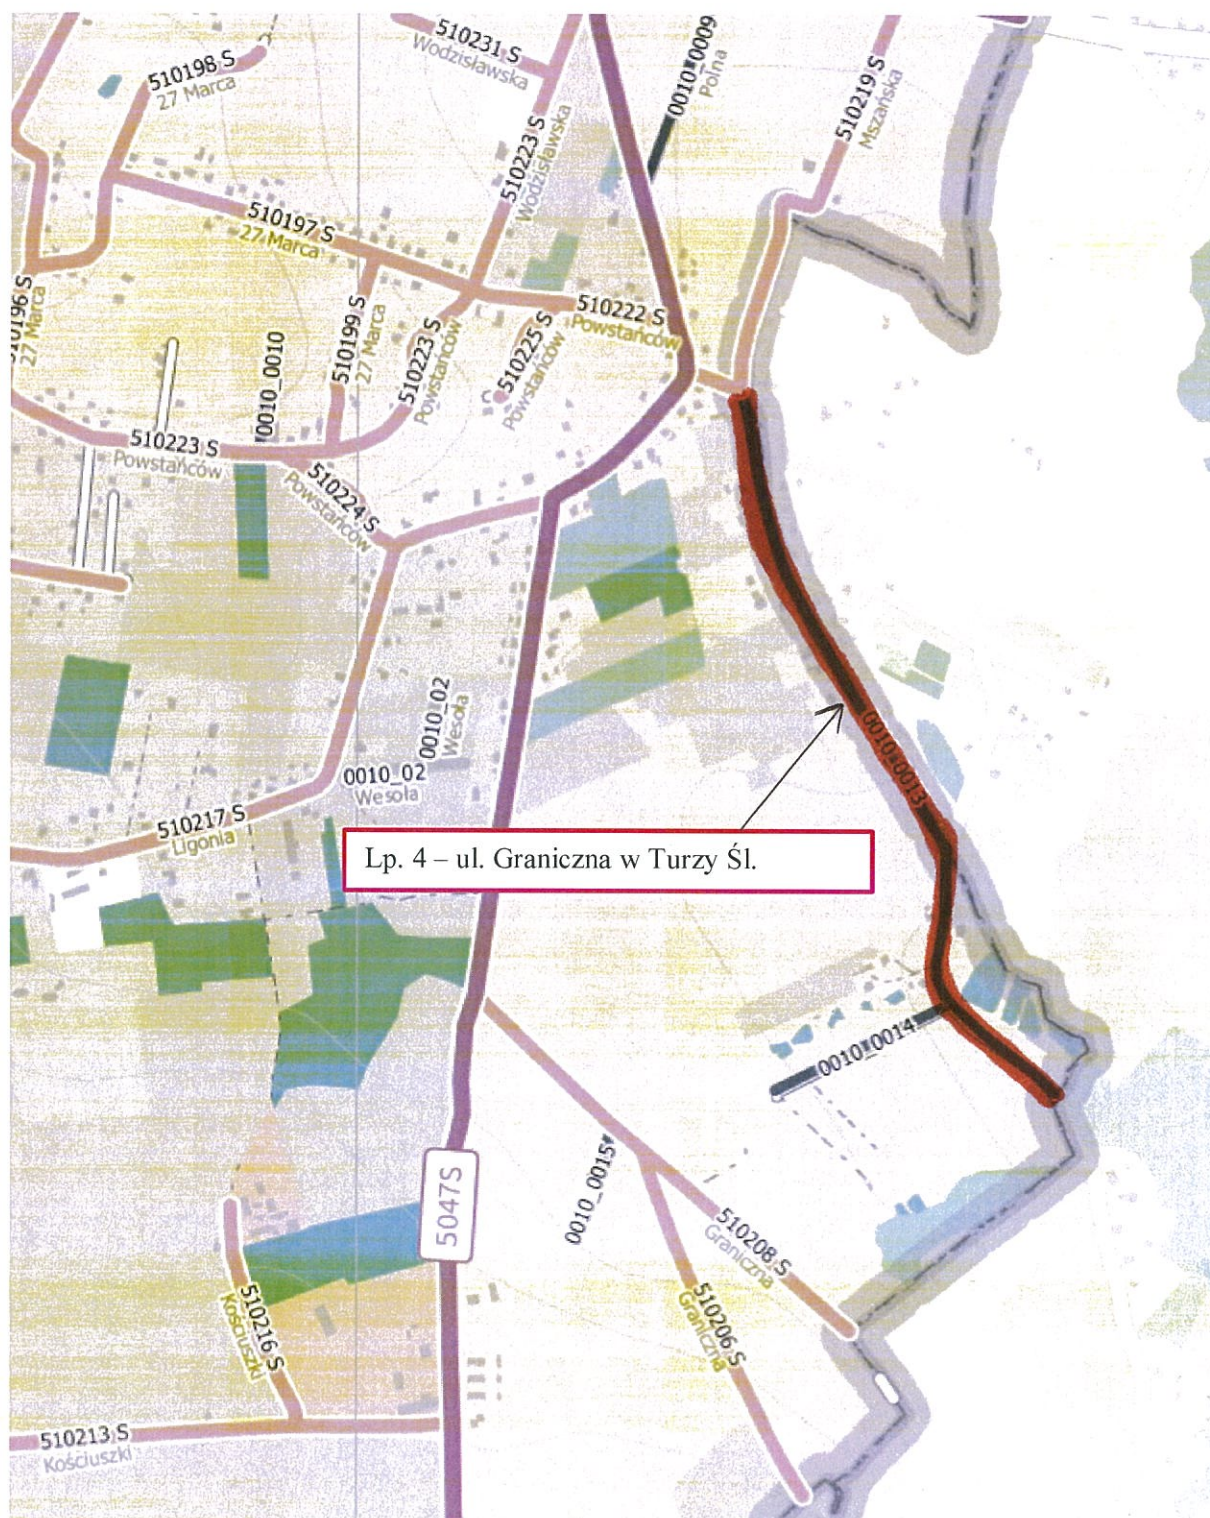 510231 S
Wodzisławska
0010_0009
Polna
510198 S
27 Marca
510219 S
Mszańska
510223 S
Wodzisławska
510197 S
27 Marca
510196 S
27 Marca
510199 S
27 Marca
510223 S
Powstańców
510225 S
Powstańców
510222 S
Powstańców
0010_0010
510223 S
Powstańców
510224 S
Powstańców
0010_02
Wesoła
0010_02
Wesoła
0010_0013
510217 S
Ligonia
Lp. 4 – ul. Graniczna w Turzy Śl.
0010_0014
0010_0015
5047S
510208 S
Graniczna
510206 S
Graniczna
510216 S
Kościuszki
510213 S
Kościuszki